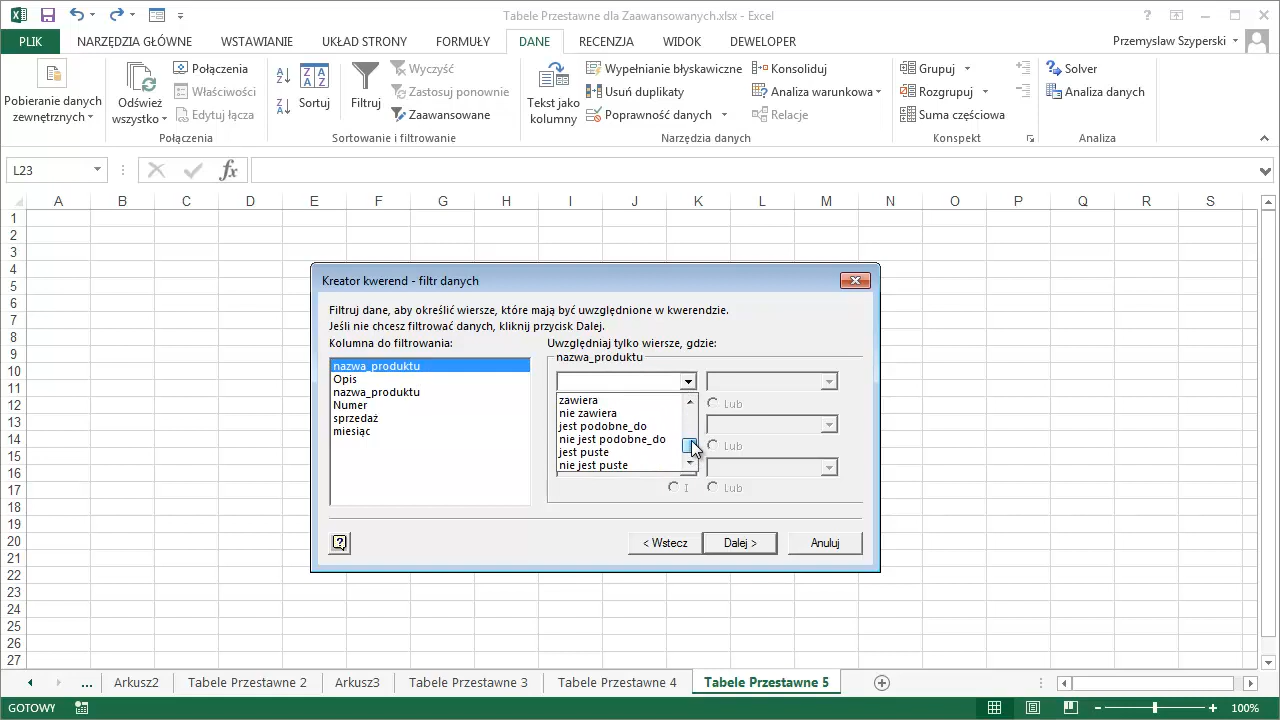 Tabele Przestawne dla Zaawansowanych.xlsx - Excel
PLIK NARZĘDZIA GŁÓWNE WSTAWIANIE UKŁAD STRONY FORMUŁY DANE RECENZJA WIDOK DEWELOPER Przemyslaw Szyperski
Pobieranie danych zewnętrznych
Odśwież wszystko
Połączenia
Właściwości
Edytuj łącza
Połączenia
Sortuj
Filtruj
Wyczyść
Zastosuj ponownie
Zaawansowane
Sortowanie i filtrowanie
Tekst jako kolumny
Wypełnianie błyskawiczne
Usuń duplikaty
Poprawność danych
Konsoliduj
Analiza warunkowa
Relacje
Narzędzia danych
Grupuj
Rozgrupuj
Suma częściowa
Konspekt
Solver
Analiza danych
Analiza
L23
fx
A B C D E F G H I J K L M N O P Q R S
1
2
3
4
5
6
7
8
9
10
11
12
13
14
15
16
17
18
19
20
21
22
23
24
25
26
27
Kreator kwerend - filtr danych
Filtruj dane, aby określić wiersze, które mają być uwzględnione w kwerendzie.
Jeśli nie chcesz filtrować danych, kliknij przycisk Dalej.
Kolumna do filtrowania:
nazwa_produktu
Opis
nazwa_produktu
Numer
sprzedaż
miesiąc
Uwzględniaj tylko wiersze, gdzie:
nazwa_produktu
zawiera
nie zawiera
jest podobne_do
nie jest podobne_do
jest puste
nie jest puste
Lub
Lub
I Lub
< Wstecz Dalej > Anuluj
... Arkusz2 Tabele Przestawne 2 Arkusz3 Tabele Przestawne 3 Tabele Przestawne 4 Tabele Przestawne 5
GOTOWY 100%